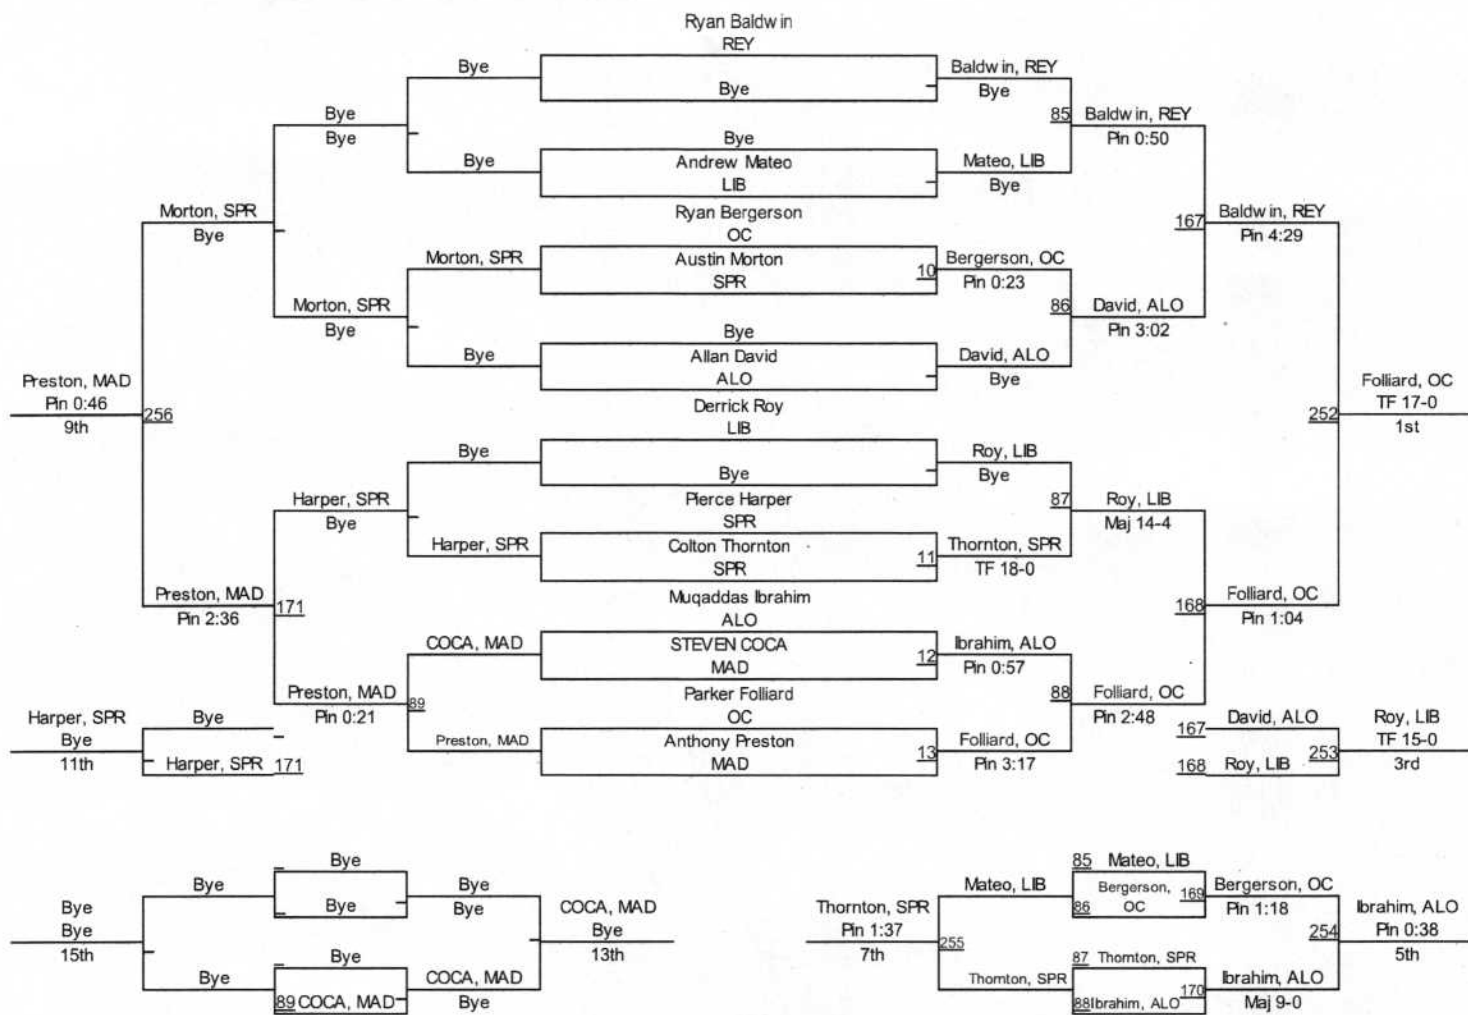 Ryan Baldwin
REY
Bye
Bye
Andrew Mateo
LIB
Ryan Bergerson
OC
Austin Morton
SPR
Bye
Allan David
ALO
Derrick Roy
LIB
Bye
Pierce Harper
SPR
Colton Thornton
SPR
Muqaddas Ibrahim
ALO
STEVEN COCA
MAD
Parker Folliard
OC
Anthony Preston
MAD
10
11
12
13
Baldwin, REY
Bye
Mateo, LIB
Bye
Bergerson, OC
Pin 0:23
David, ALO
Bye
Roy, LIB
Bye
Thornton, SPR
TF 18-0
Ibrahim, ALO
Pin 0:57
Folliard, OC
Pin 3:17
85
Baldwin, REY
Pin 0:50
86
David, ALO
Pin 3:02
87
Roy, LIB
Maj 14-4
88
Folliard, OC
Pin 2:48
167
Baldwin, REY
Pin 4:29
168
Folliard, OC
Pin 1:04
252
Folliard, OC
TF 17-0
1st
167
David, ALO
168
Roy, LIB
253
Roy, LIB
TF 15-0
3rd
Bye
Bye
Morton, SPR
Bye
Bye
Harper, SPR
COCA, MAD
Preston, MAD
Bye
Bye
Morton, SPR
Bye
Harper, SPR
Bye
89
Preston, MAD
Pin 0:21
Morton, SPR
Bye
171
Preston, MAD
Pin 2:36
256
Preston, MAD
Pin 0:46
9th
Bye
Harper, SPR
171
Harper, SPR
Bye
11th
Bye
Bye
Bye
89
COCA, MAD
Bye
Bye
COCA, MAD
Bye
COCA, MAD
Bye
13th
Bye
Bye
Bye
Bye
15th
85
Mateo, LIB
86
Bergerson,
OC
169
87
Thornton, SPR
88
Ibrahim, ALO
170
Bergerson, OC
Pin 1:18
Ibrahim, ALO
Maj 9-0
254
Ibrahim, ALO
Pin 0:38
5th
Mateo, LIB
Thornton, SPR
255
Thornton, SPR
Pin 1:37
7th